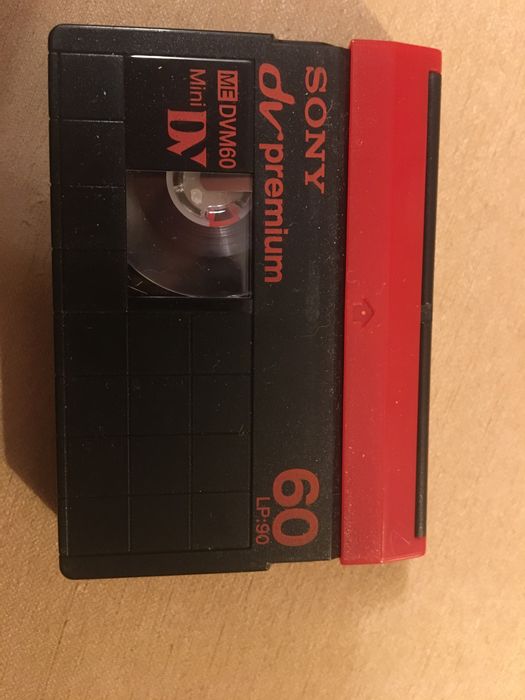 SONY
dv premium
ME DVM60
Mini DV
60
LP:90